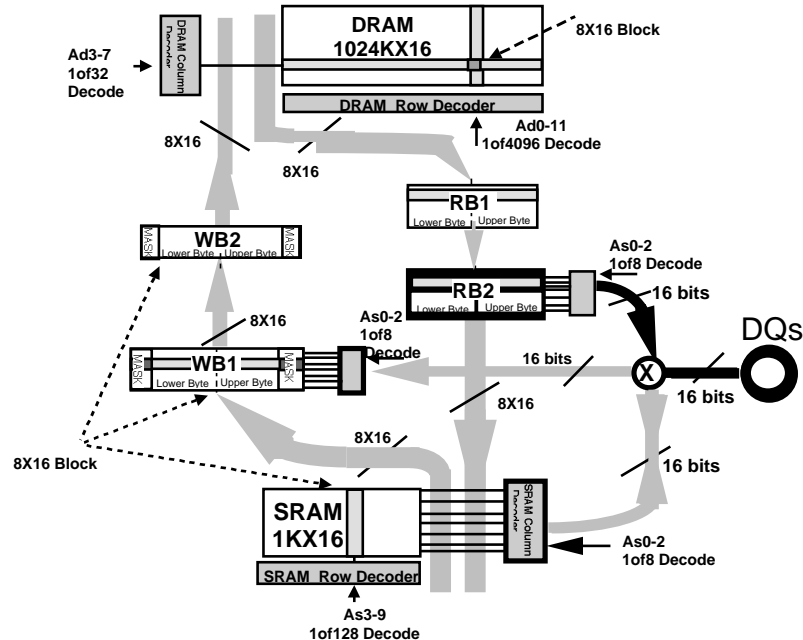 DRAM
1024KX16
8X16 Block
DRAM Column
Decoder
Ad3-7
1of32
Decode
DRAM Row Decoder
Ad0-11
1of4096 Decode
8X16
8X16
RB1
Lower Byte Upper Byte
MASK
WB2
Lower Byte Upper Byte
MASK
As0-2
1of8 Decode
RB2
Lower Byte Upper Byte
16 bits
8X16
As0-2
1of8
Decode
DQs
MASK
WB1
Lower Byte Upper Byte
MASK
16 bits
X
16 bits
8X16
8X16
8X16 Block
16 bits
SRAM
1KX16
SRAM Column
Decoder
As0-2
1of8 Decode
SRAM Row Decoder
As3-9
1of128 Decode